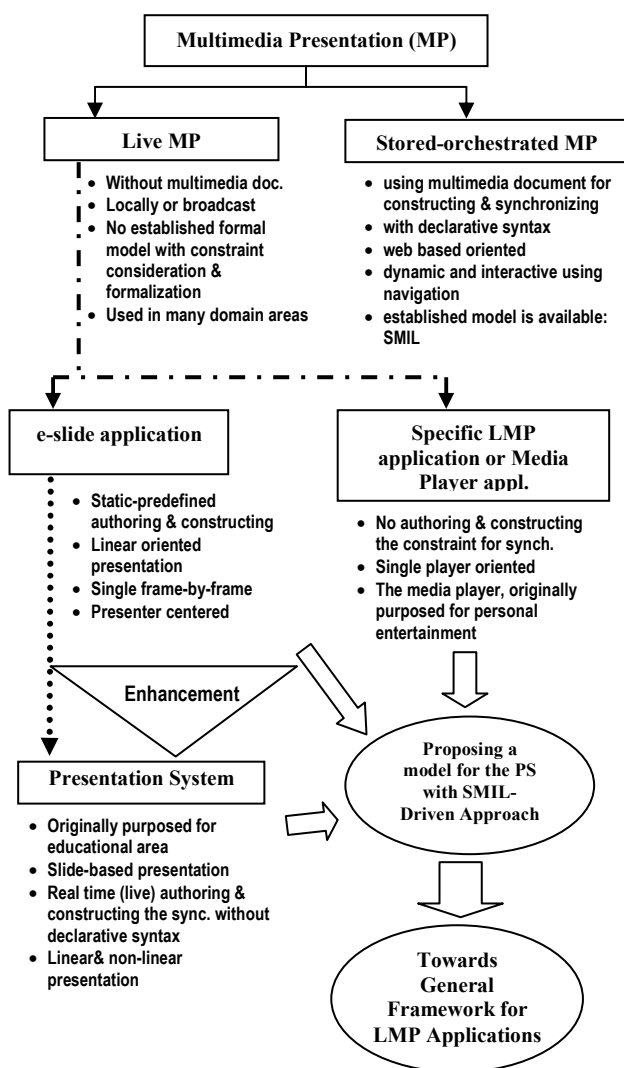 Multimedia Presentation (MP)
Live MP
• Without multimedia doc.
• Locally or broadcast
• No established formal
model with constraint
consideration &
formalization
• Used in many domain areas
Stored-orchestrated MP
• using multimedia document for
constructing & synchronizing
• with declarative syntax
• web based oriented
• dynamic and interactive using
navigation
• established model is available:
SMIL
e-slide application
• Static-predefined
authoring & constructing
• Linear oriented
presentation
• Single frame-by-frame
• Presenter centered
Specific LMP
application or Media
Player appl.
• No authoring & constructing
the constraint for synch.
• Single player oriented
• The media player, originally
purposed for personal
entertainment
Enhancement
Presentation System
• Originally purposed for
educational area
• Slide-based presentation
• Real time (live) authoring &
constructing the sync. without
declarative syntax
• Linear& non-linear
presentation
Proposing a
model for the PS
with SMIL-
Driven Approach
Towards
General
Framework for
LMP Applications